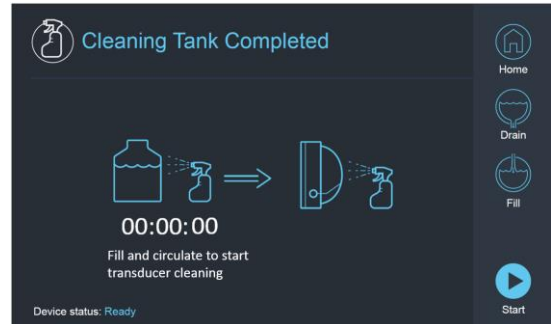 Cleaning Tank Completed
Home
Drain
Fill
00:00:00
Fill and circulate to start
transducer cleaning
Device status: Ready
Start